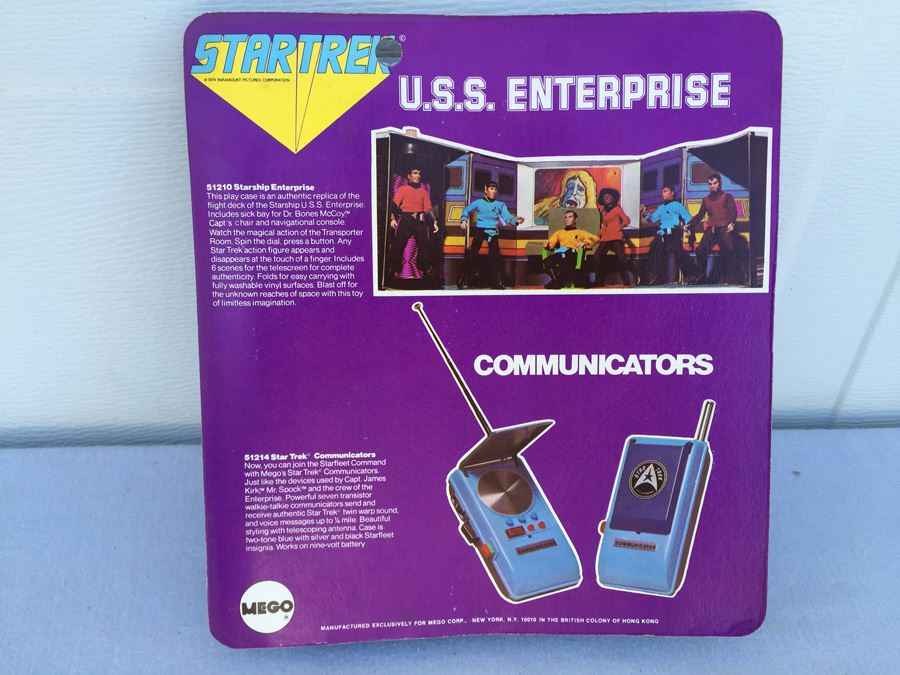 STAR TREK ©
© 1974 PARAMOUNT PICTURES CORPORATION
U.S.S. ENTERPRISE
51210 Starship Enterprise
This play case is an authentic replica of the
flight deck of the Starship U.S.S. Enterprise.
Includes sick bay for Dr. Bones McCoy™
Capt's chair and navigational console.
Watch the magical action of the Transporter
Room. Spin the dial, press a button. Any
Star Trek action figure appears and
disappears at the touch of a finger. Includes
6 scenes for the telescreen for complete
authenticity. Folds for easy carrying with
fully washable vinyl surfaces. Blast off for
the unknown reaches of space with this toy
of limitless imagination.
COMMUNICATORS
51214 Star Trek® Communicators
Now, you can join the Starfleet Command
with Mego's Star Trek® Communicators.
Just like the devices used by Capt. James
Kirk,™ Mr. Spock™ and the crew of the
Enterprise. Powerful seven transistor
walkie-talkie communicators send and
receive authentic Star Trek® twin warp sound,
and voice messages up to ¼ mile. Beautiful
styling with telescoping antenna. Case is
two-tone blue with silver and black Starfleet
insignia. Works on nine-volt battery
STAR TREK
COMMUNICATOR
COMMUNICATOR
MEGO ®
MANUFACTURED EXCLUSIVELY FOR MEGO CORP., NEW YORK, N.Y. 10010 IN THE BRITISH COLONY OF HONG KONG